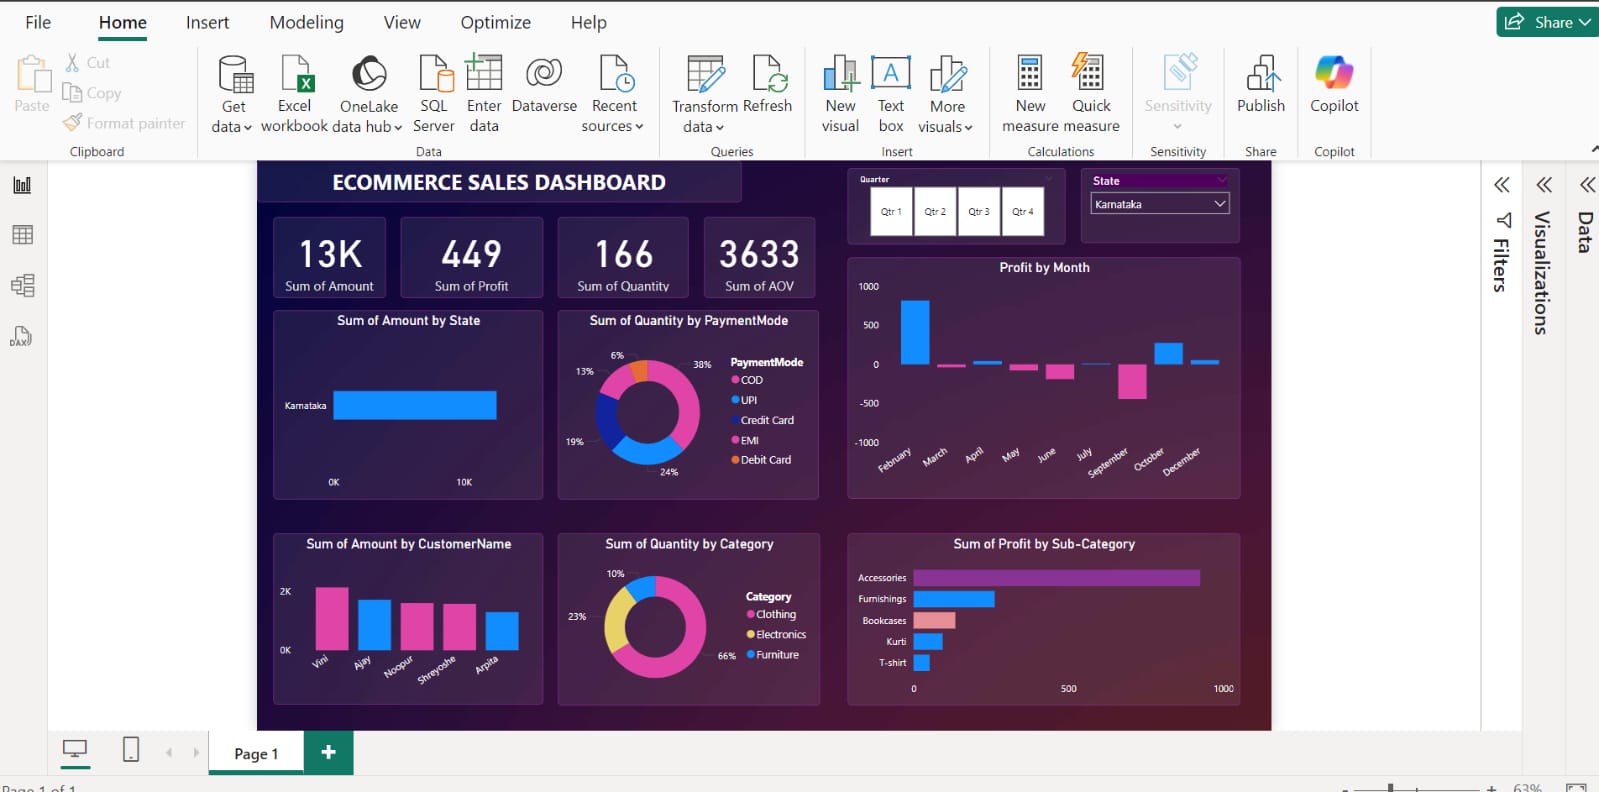 File Home Insert Modeling View Optimize Help Share
Paste
Cut
Copy
Format painter
Clipboard
Get data
Excel workbook
OneLake data hub
SQL Server
Enter data
Dataverse
Recent sources
Data
Transform data
Refresh
Queries
New visual
Text box
More visuals
Insert
New measure
Quick measure
Calculations
Sensitivity
Sensitivity
Publish
Share
Copilot
Copilot
ECOMMERCE SALES DASHBOARD
Quarter
Qtr 1 Qtr 2 Qtr 3 Qtr 4
State
Karnataka
13K
Sum of Amount
449
Sum of Profit
166
Sum of Quantity
3633
Sum of AOV
Sum of Amount by State
Karnataka
0K 10K
Sum of Quantity by PaymentMode
6%
38%
13%
19%
24%
PaymentMode
COD
UPI
Credit Card
EMI
Debit Card
Profit by Month
1000
500
0
-500
-1000
February March April May June July September October December
Sum of Amount by CustomerName
2K
0K
Vini Ajay Noopur Shreyoshe Arpita
Sum of Quantity by Category
10%
23%
66%
Category
Clothing
Electronics
Furniture
Sum of Profit by Sub-Category
Accessories
Furnishings
Bookcases
Kurti
T-shirt
0 500 1000
Filters
Visualizations
Data
DAX
Page 1
Page 1 of 1
63%